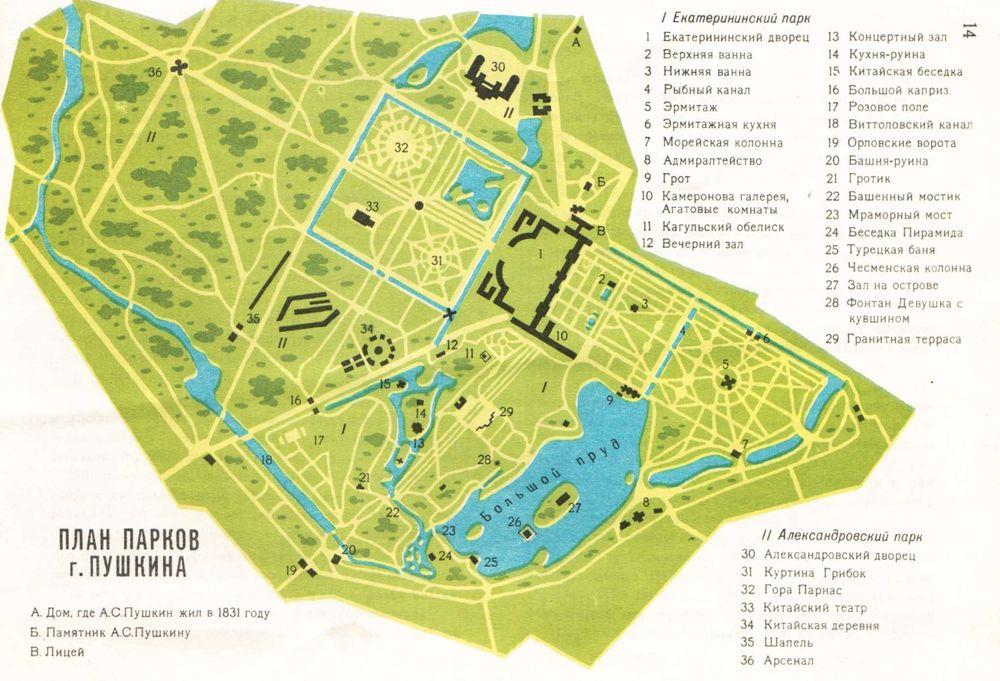 14
I Екатерининский парк
1 Екатерининский дворец
2 Верхняя ванна
3 Нижняя ванна
4 Рыбный канал
5 Эрмитаж
6 Эрмитажная кухня
7 Морейская колонна
8 Адмиралтейство
9 Грот
10 Камеронова галерея,
Агатовые комнаты
11 Кагульский обелиск
12 Вечерний зал
13 Концертный зал
14 Кухня-руина
15 Китайская беседка
16 Большой каприз
17 Розовое поле
18 Виттоловский канал
19 Орловские ворота
20 Башня-руина
21 Гротик
22 Башенный мостик
23 Мраморный мост
24 Беседка Пирамида
25 Турецкая баня
26 Чесменская колонна
27 Зал на острове
28 Фонтан Девушка с
кувшином
29 Гранитная терраса
А
36
30
II
II
32
Б
33
В
31
1
2
3
35
II
34
12
11
10
4
6
5
15
I
14
29
9
16
17
I
13
7
18
21
28
Большой пруд
22
27
8
23
26
20
24
25
19
ПЛАН ПАРКОВ
г. ПУШКИНА
А. Дом, где А.С.Пушкин жил в 1831 году
Б. Памятник А.С.Пушкину
В. Лицей
II Александровский парк
30 Александровский дворец
31 Куртина Грибок
32 Гора Парнас
33 Китайский театр
34 Китайская деревня
35 Шапель
36 Арсенал